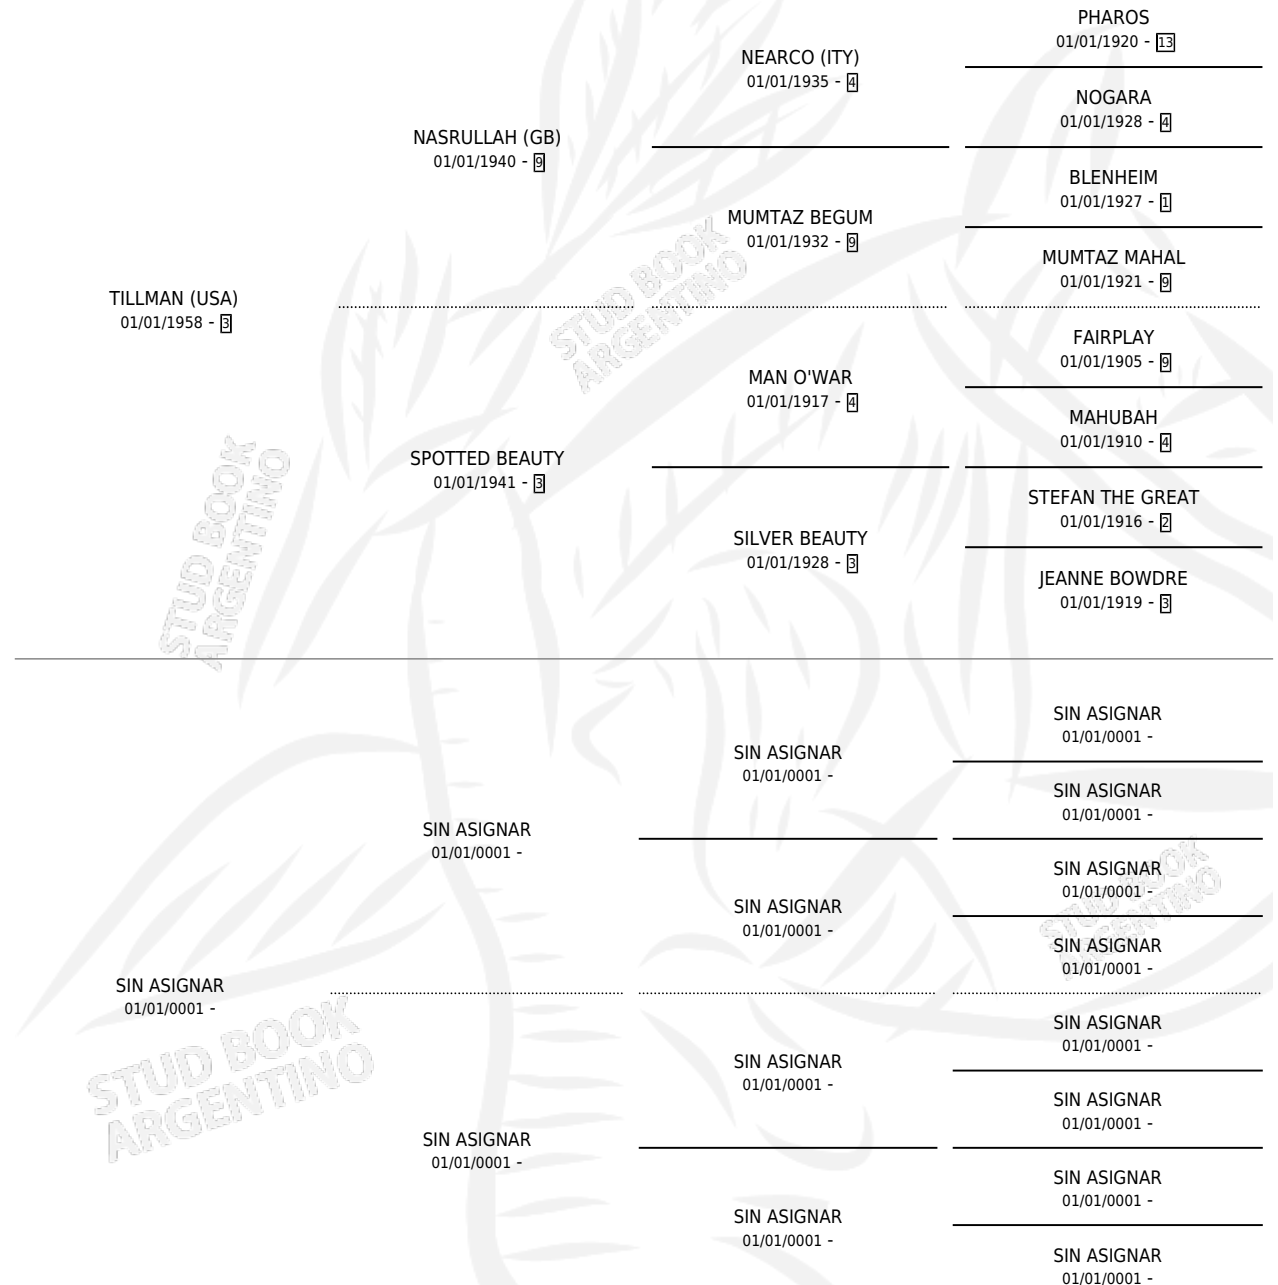 PHAROS
01/01/1920 - 13
NEARCO (ITY)
01/01/1935 - 4
NOGARA
01/01/1928 - 4
NASRULLAH (GB)
01/01/1940 - 9
BLENHEIM
01/01/1927 - 1
MUMTAZ BEGUM
01/01/1932 - 9
MUMTAZ MAHAL
01/01/1921 - 9
TILLMAN (USA)
01/01/1958 - 3
FAIRPLAY
01/01/1905 - 9
MAN O'WAR
01/01/1917 - 4
MAHUBAH
01/01/1910 - 4
SPOTTED BEAUTY
01/01/1941 - 3
STEFAN THE GREAT
01/01/1916 - 2
SILVER BEAUTY
01/01/1928 - 3
JEANNE BOWDRE
01/01/1919 - 3
STUD BOOK
ARGENTINO
STUD BOOK
ARGENTINO
SIN ASIGNAR
01/01/0001 -
SIN ASIGNAR
01/01/0001 -
SIN ASIGNAR
01/01/0001 -
SIN ASIGNAR
01/01/0001 -
SIN ASIGNAR
01/01/0001 -
SIN ASIGNAR
01/01/0001 -
SIN ASIGNAR
01/01/0001 -
SIN ASIGNAR
01/01/0001 -
SIN ASIGNAR
01/01/0001 -
SIN ASIGNAR
01/01/0001 -
SIN ASIGNAR
01/01/0001 -
SIN ASIGNAR
01/01/0001 -
SIN ASIGNAR
01/01/0001 -
SIN ASIGNAR
01/01/0001 -
SIN ASIGNAR
01/01/0001 -
STUD BOOK
ARGENTINO
STUD BOOK
ARGENTINO